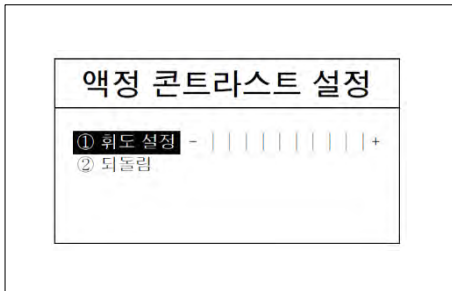 액정 콘트라스트 설정
① 휘도 설정 - | | | | | | | | | | +
② 되돌림